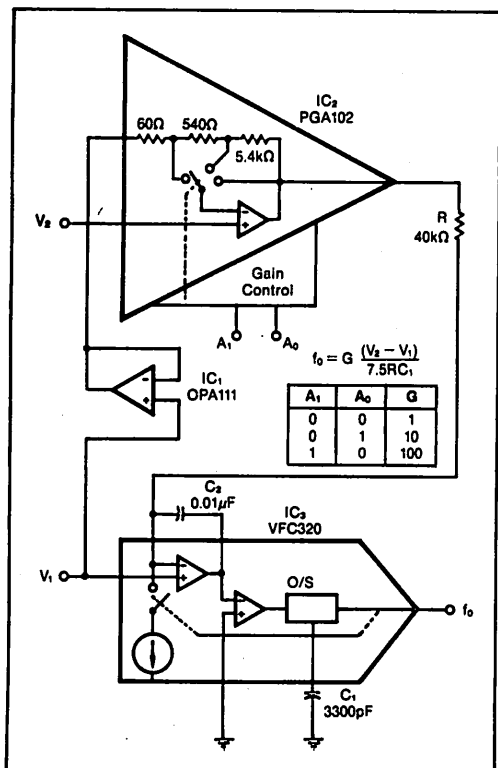 IC₂
PGA102
60Ω
540Ω
5.4kΩ
V₂
R
40kΩ
Gain
Control
A₁
A₀
f₀ = G (V₂ – V₁) / 7.5RC₁
IC₁
OPA111
A₁ A₀ G
0 0 1
0 1 10
1 0 100
C₂
0.01μF
IC₃
VFC320
V₁
O/S
f₀
C₁
3300pF